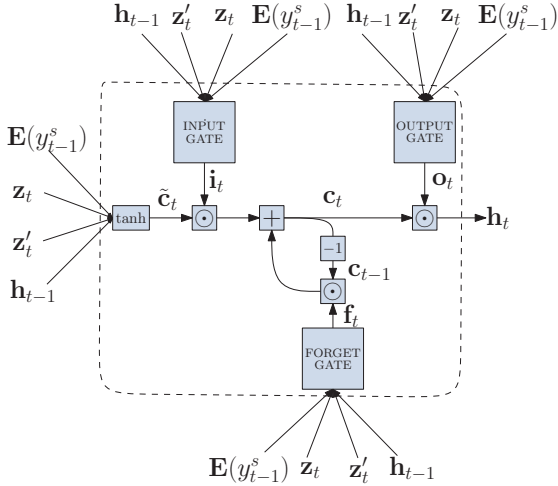 h_{t−1} z′_t z_t E(y^s_{t−1})
h_{t−1} z′_t z_t E(y^s_{t−1})
INPUT
GATE
OUTPUT
GATE
E(y^s_{t−1})
z_t
z′_t
h_{t−1}
i_t
o_t
tanh
c̃_t
⊙
+
c_t
⊙
h_t
−1
c_{t−1}
⊙
f_t
FORGET
GATE
E(y^s_{t−1}) z_t z′_t h_{t−1}